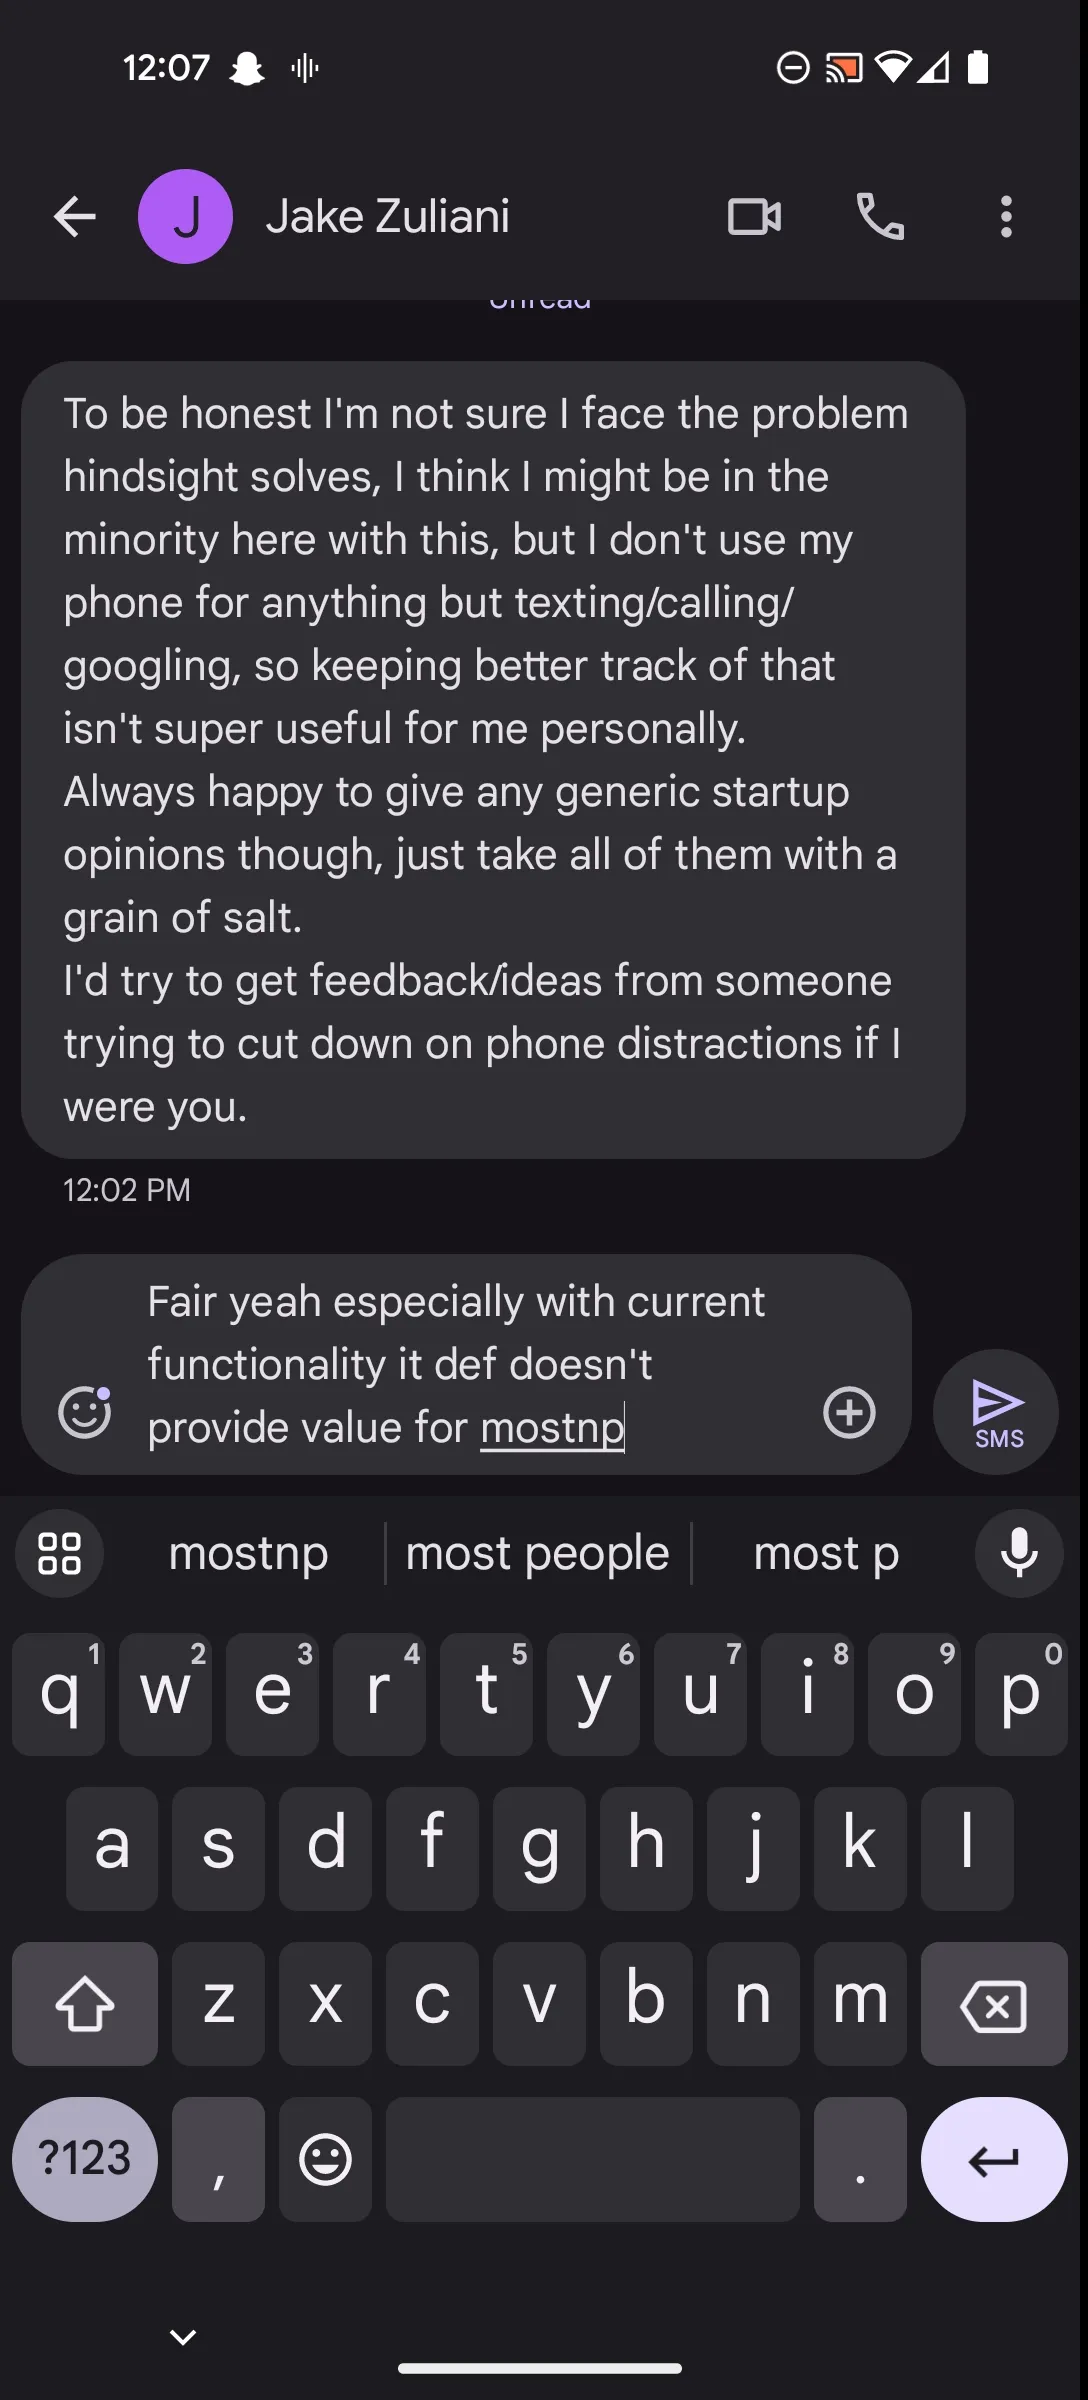 12:07
J Jake Zuliani
Unread
To be honest I'm not sure I face the problem
hindsight solves, I think I might be in the
minority here with this, but I don't use my
phone for anything but texting/calling/
googling, so keeping better track of that
isn't super useful for me personally.
Always happy to give any generic startup
opinions though, just take all of them with a
grain of salt.
I'd try to get feedback/ideas from someone
trying to cut down on phone distractions if I
were you.
12:02 PM
Fair yeah especially with current
functionality it def doesn't
provide value for mostnp
SMS
mostnp most people most p
1 2 3 4 5 6 7 8 9 0
q w e r t y u i o p
a s d f g h j k l
z x c v b n m
?123 , .